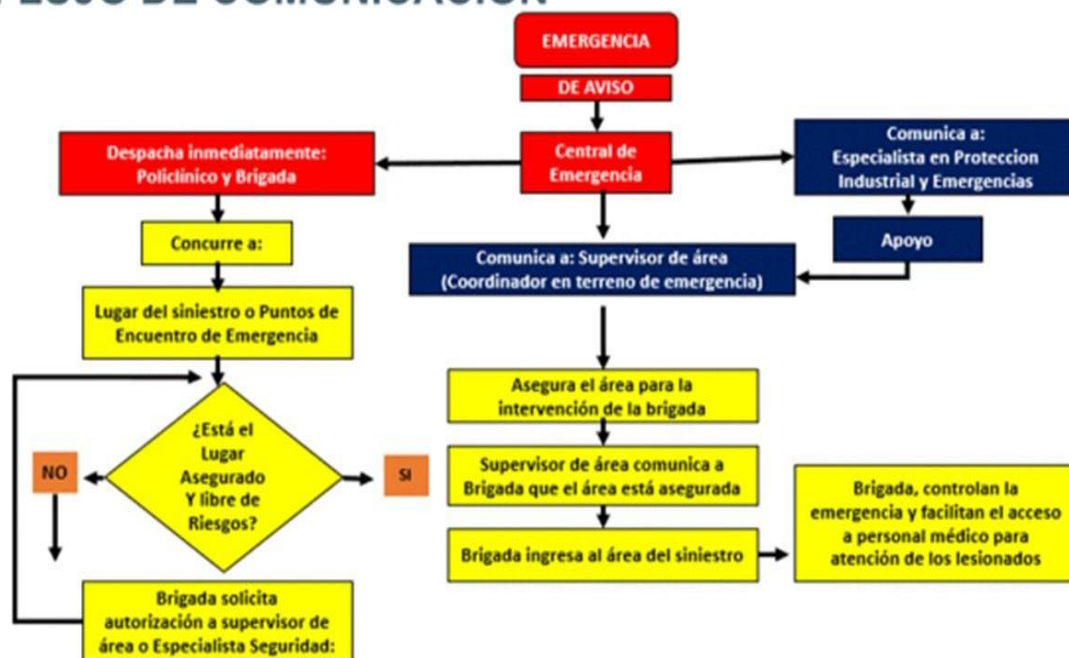 FLUJO DE COMUNICACIÓN
EMERGENCIA
DE AVISO
Central de
Emergencia
Despacha inmediatamente:
Policlínico y Brigada
Comunica a:
Especialista en Proteccion
Industrial y Emergencias
Concurre a:
Apoyo
Comunica a: Supervisor de área
(Coordinador en terreno de emergencia)
Lugar del siniestro o Puntos de
Encuentro de Emergencia
¿Está el
Lugar
Asegurado
Y libre de
Riesgos?
NO
SI
Asegura el área para la
intervención de la brigada
Supervisor de área comunica a
Brigada que el área está asegurada
Brigada ingresa al área del siniestro
Brigada, controlan la
emergencia y facilitan el acceso
a personal médico para
atención de los lesionados
Brigada solicita
autorización a supervisor de
área o Especialista Seguridad: